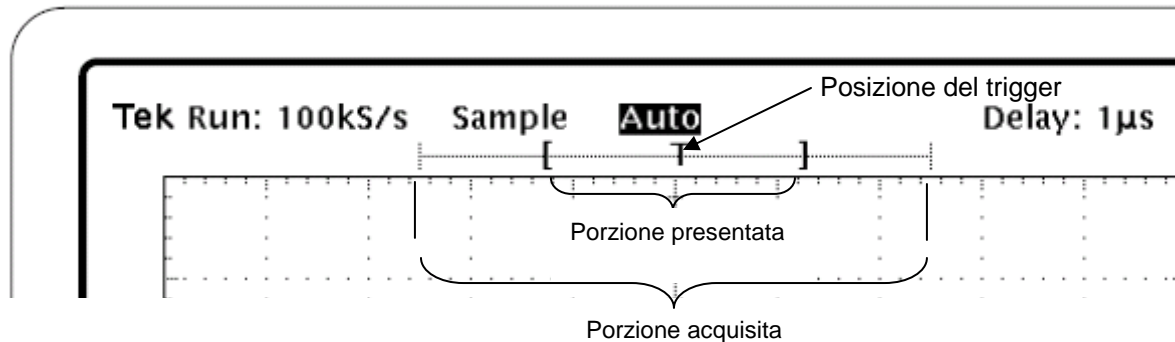 Posizione del trigger
Tek Run: 100kS/s Sample Auto Delay: 1µs
[ T ]
Porzione presentata
Porzione acquisita